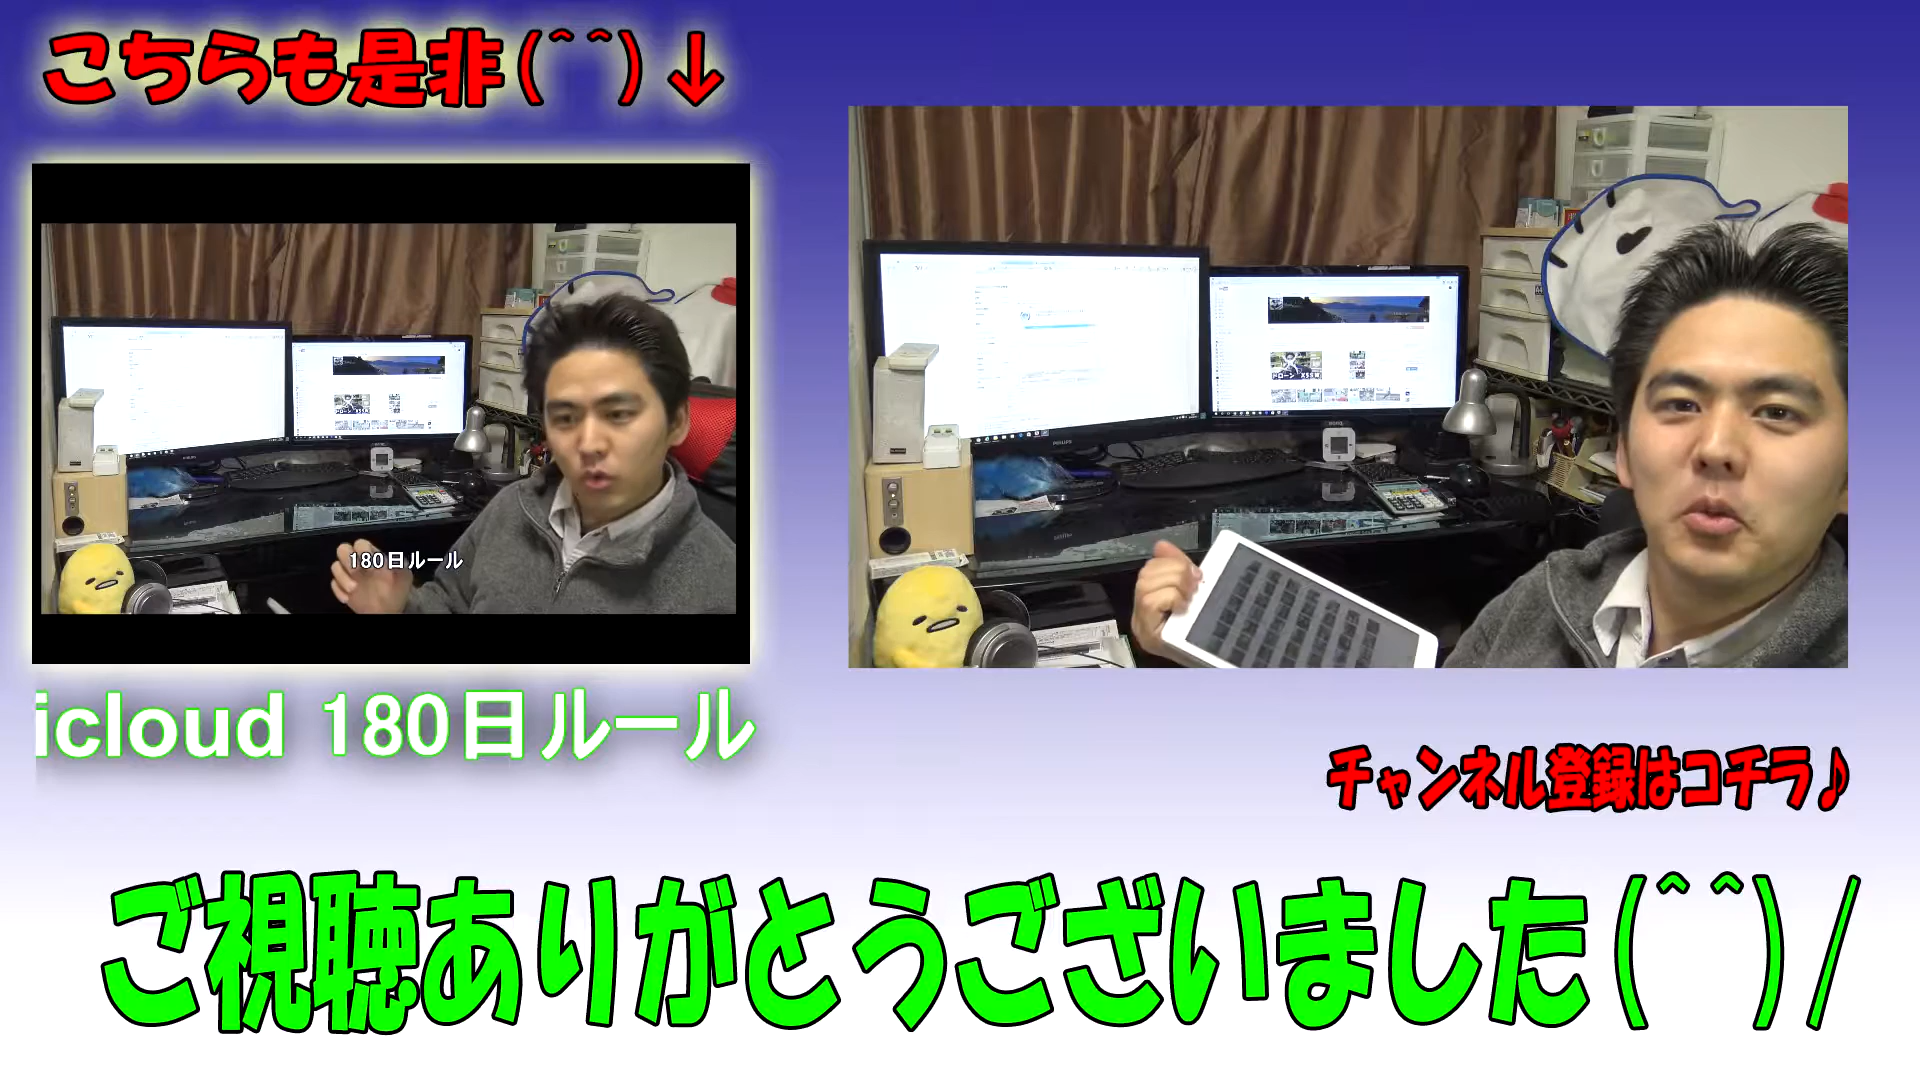 こちらも是非(^^)↓
180日ルール
icloud 180日ルール
チャンネル登録はコチラ♪
ご視聴ありがとうございました(^^)/